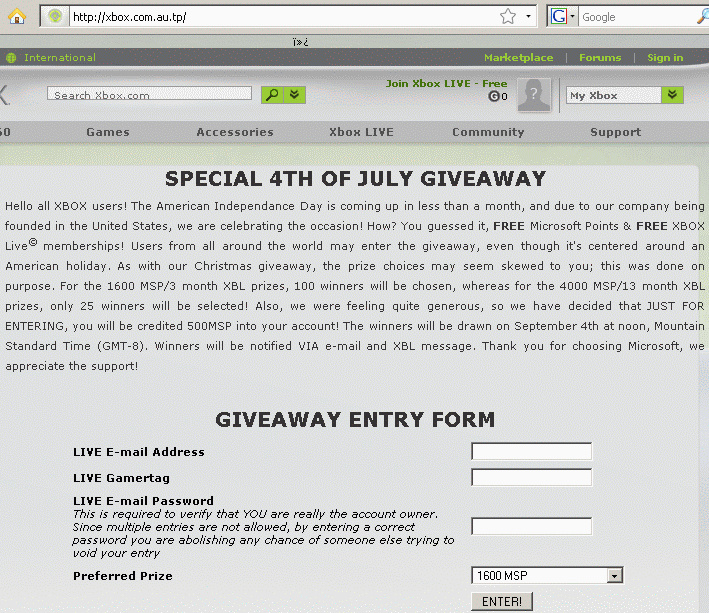 http://xbox.com.au.tp/
Google
ï»¿
International
Marketplace | Forums | Sign in
Join Xbox LIVE - Free
Search Xbox.com
G 0
?
My Xbox
60 Games Accessories Xbox LIVE Community Support
SPECIAL 4TH OF JULY GIVEAWAY
Hello all XBOX users! The American Independance Day is coming up in less than a month, and due to our company being
founded in the United States, we are celebrating the occasion! How? You guessed it, FREE Microsoft Points & FREE XBOX
Live© memberships! Users from all around the world may enter the giveaway, even though it's centered around an
American holiday. As with our Christmas giveaway, the prize choices may seem skewed to you; this was done on
purpose. For the 1600 MSP/3 month XBL prizes, 100 winners will be chosen, whereas for the 4000 MSP/13 month XBL
prizes, only 25 winners will be selected! Also, we were feeling quite generous, so we have decided that JUST FOR
ENTERING, you will be credited 500MSP into your account! The winners will be drawn on September 4th at noon, Mountain
Standard Time (GMT-8). Winners will be notified VIA e-mail and XBL message. Thank you for choosing Microsoft, we
appreciate the support!
GIVEAWAY ENTRY FORM
LIVE E-mail Address
LIVE Gamertag
LIVE E-mail Password
This is required to verify that YOU are really the account owner.
Since multiple entries are not allowed, by entering a correct
password you are abolishing any chance of someone else trying to
void your entry
Preferred Prize
1600 MSP
ENTER!